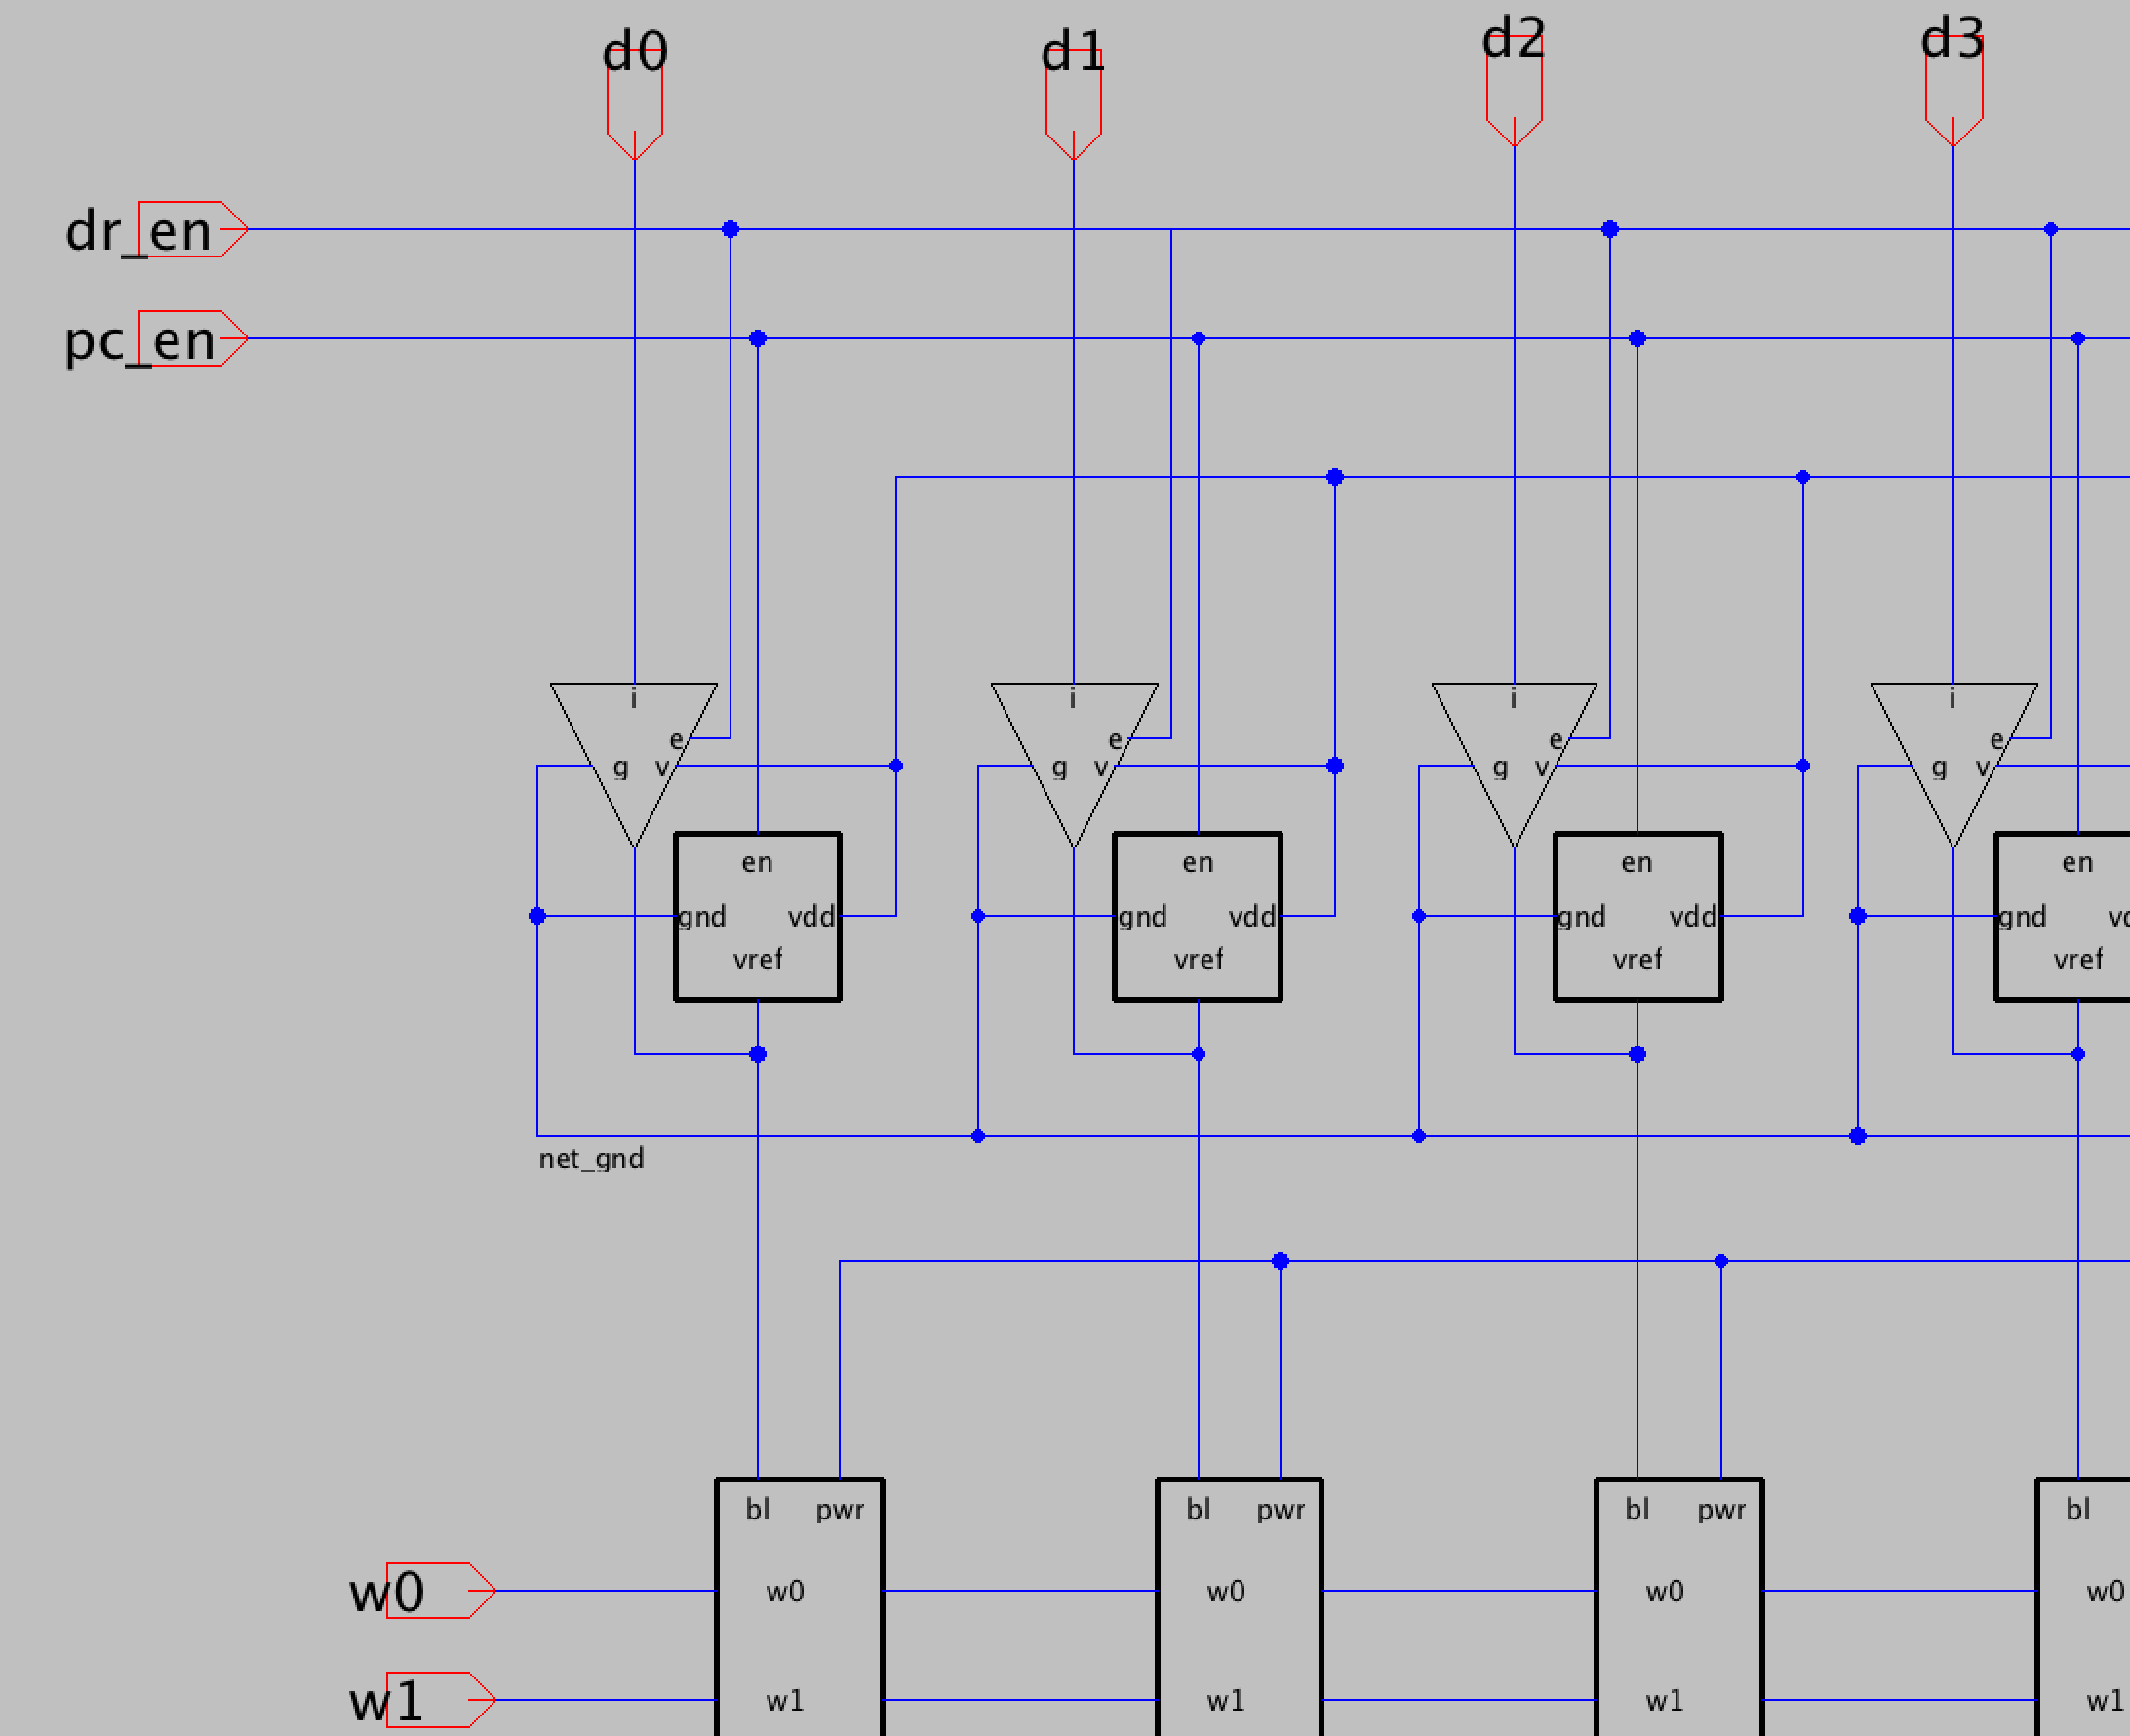 d0 d1 d2 d3
dr_en
pc_en
i i i i
e e e e
g v g v g v g v
en en en en
gnd vdd gnd vdd gnd vdd gnd
vref vref vref vref
net_gnd
bl pwr bl pwr bl pwr bl
w0 w0 w0 w0 w0
w1 w1 w1 w1 w1